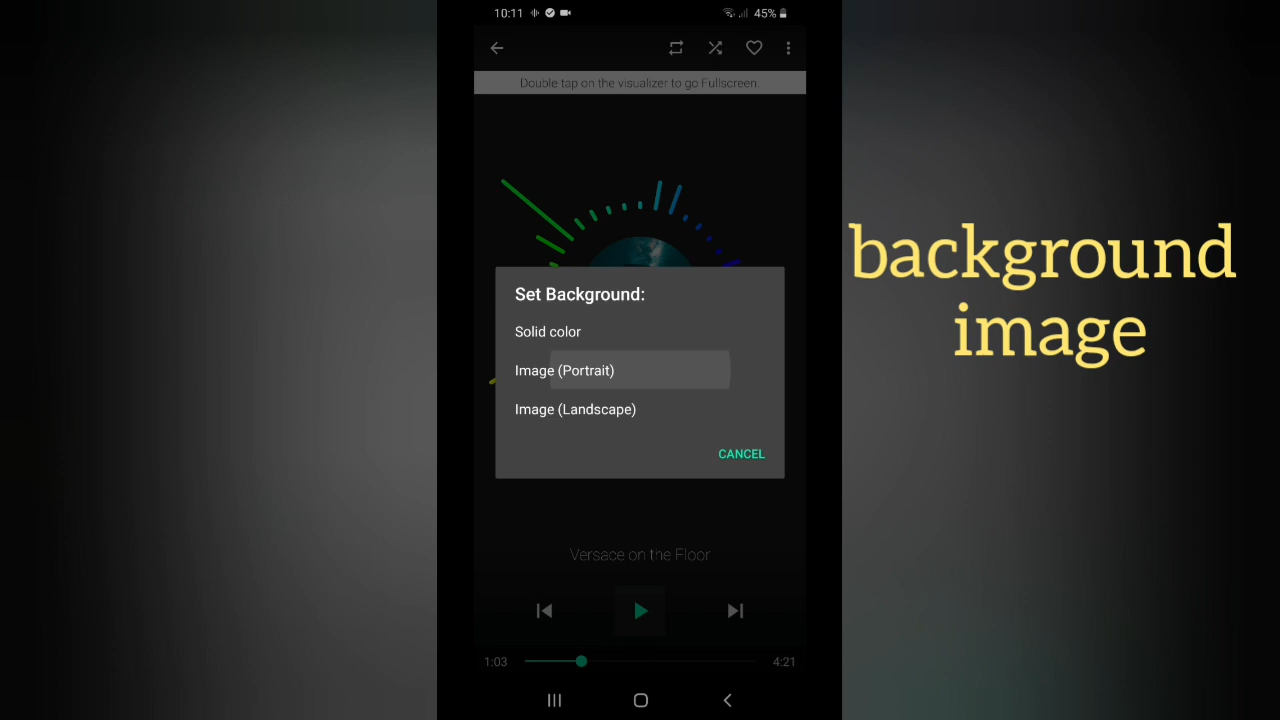 10:11
45%
Double tap on the visualizer to go Fullscreen.
background
image
Set Background:
Solid color
Image (Portrait)
Image (Landscape)
CANCEL
Versace on the Floor
1:03
4:21